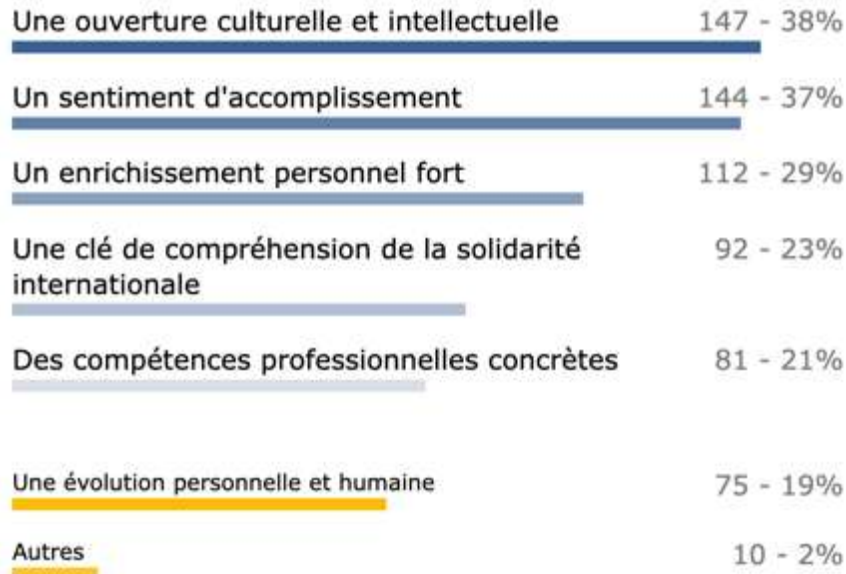 Une ouverture culturelle et intellectuelle 147 - 38%
Un sentiment d'accomplissement 144 - 37%
Un enrichissement personnel fort 112 - 29%
Une clé de compréhension de la solidarité 92 - 23%
internationale
Des compétences professionnelles concrètes 81 - 21%
Une évolution personnelle et humaine 75 - 19%
Autres 10 - 2%